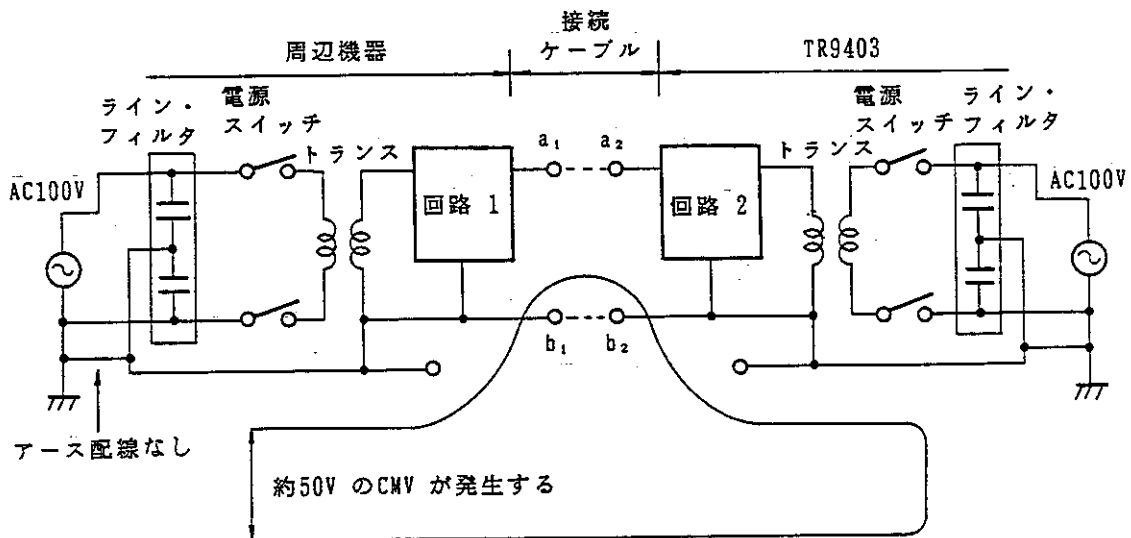 接続
ケーブル
周辺機器
TR9403
ライン・
フィルタ
電源
スイッチ
トランス
a₁
a₂
トランス
電源
スイッチ
ライン・
フィルタ
AC100V
AC100V
回路 1
回路 2
b₁
b₂
アース配線なし
約50V のCMV が発生する